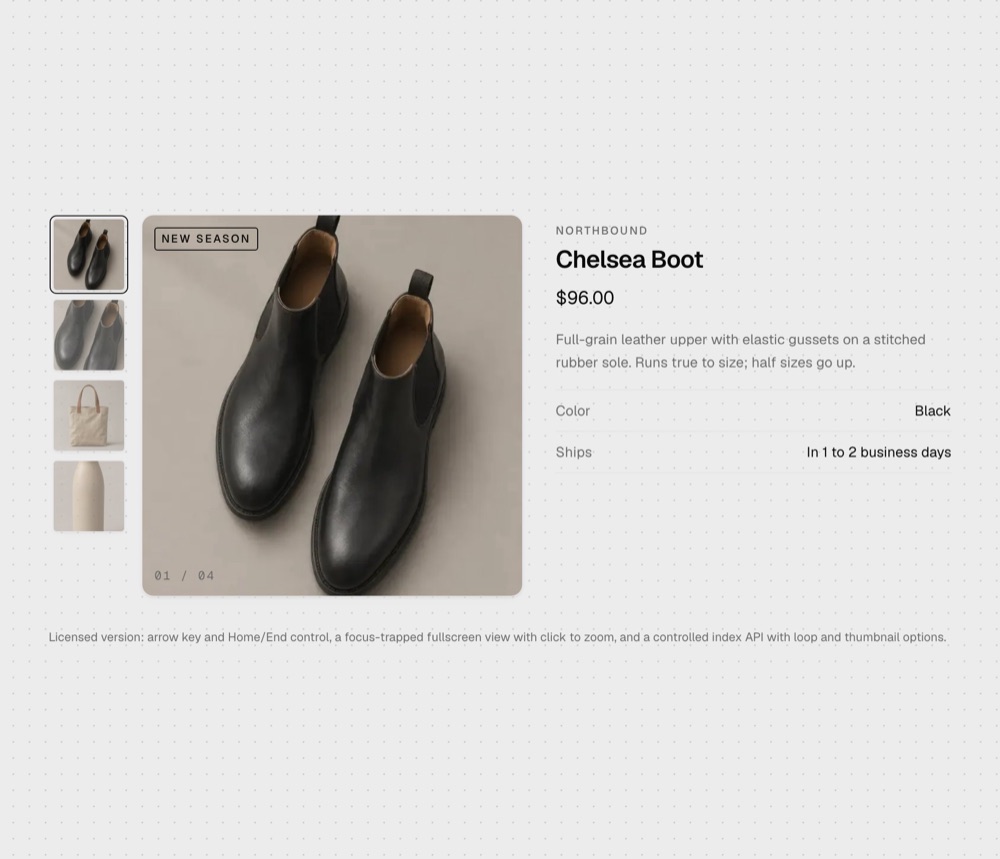 NEW SEASON
01 / 04
NORTHBOUND
Chelsea Boot
$96.00
Full-grain leather upper with elastic gussets on a stitched
rubber sole. Runs true to size; half sizes go up.
Color Black
Ships In 1 to 2 business days
Licensed version: arrow key and Home/End control, a focus-trapped fullscreen view with click to zoom, and a controlled index API with loop and thumbnail options.